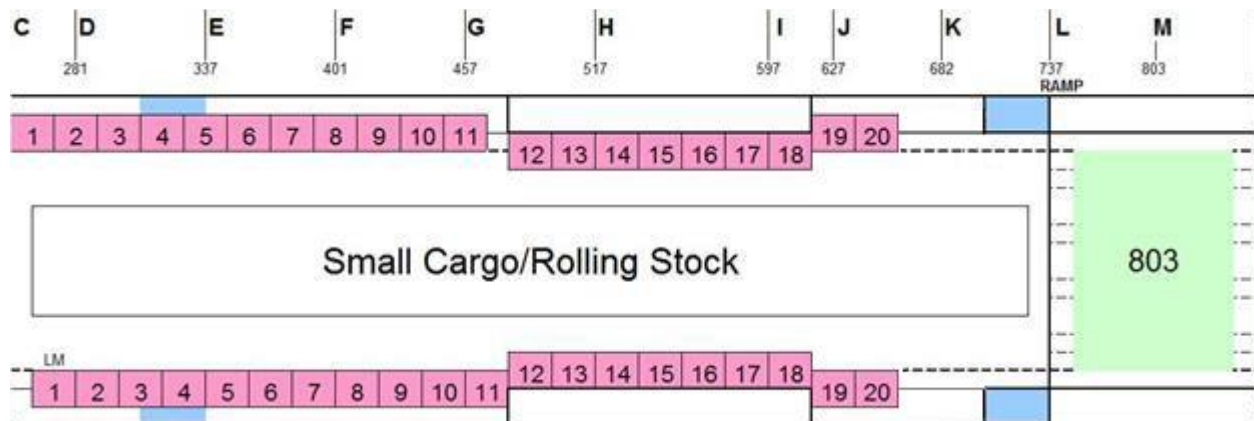 C D E F G H I J K L M
281 337 401 457 517 597 627 682 737 803
RAMP
1 2 3 4 5 6 7 8 9 10 11 19 20
12 13 14 15 16 17 18
Small Cargo/Rolling Stock 803
LM
12 13 14 15 16 17 18
1 2 3 4 5 6 7 8 9 10 11 19 20